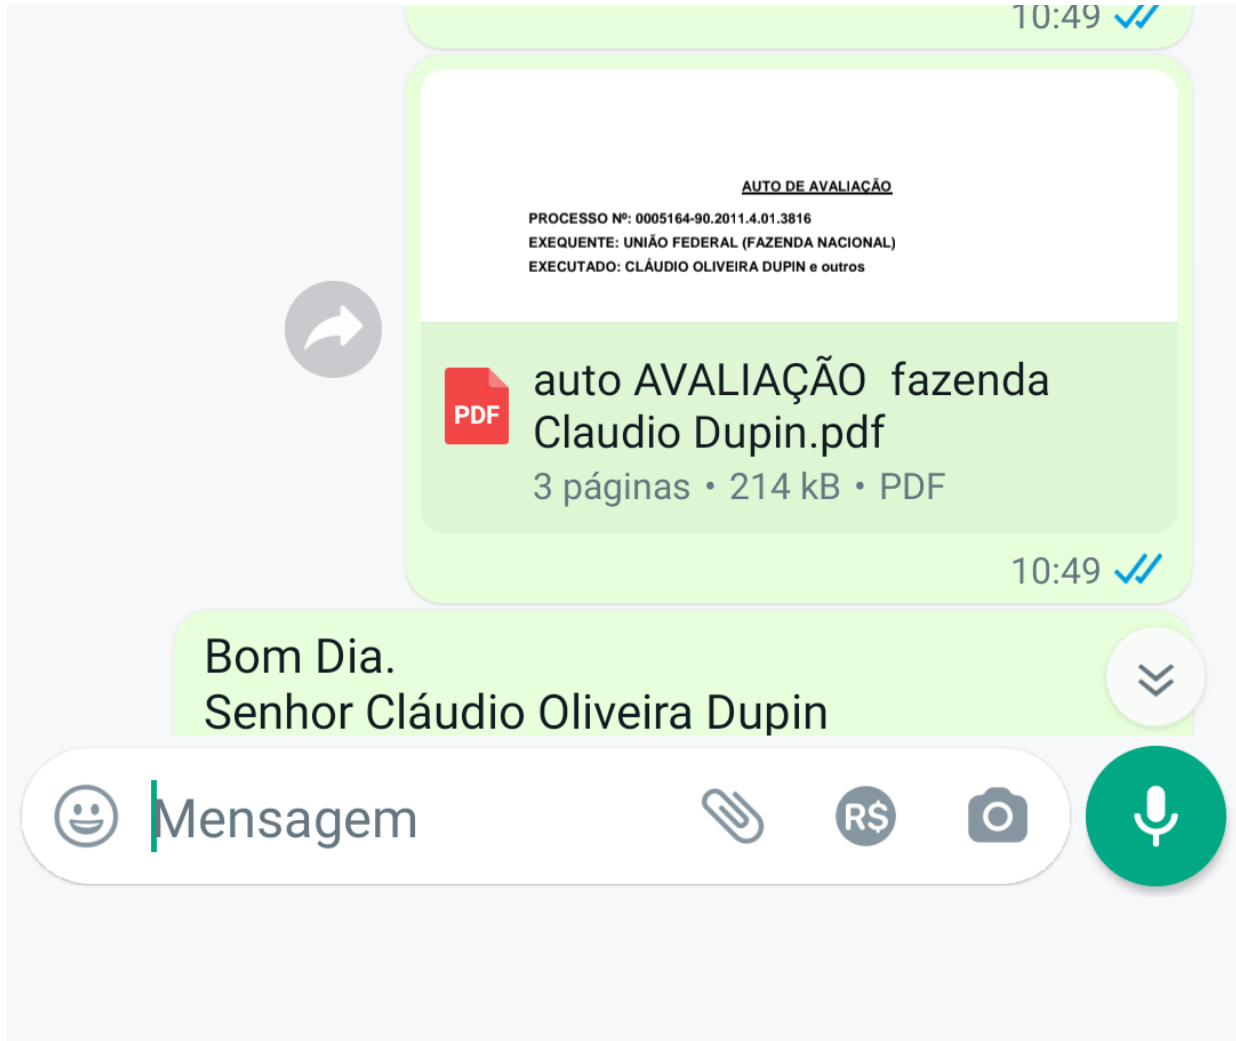 10:49
AUTO DE AVALIAÇÃO
PROCESSO Nº: 0005164-90.2011.4.01.3816
EXEQUENTE: UNIÃO FEDERAL (FAZENDA NACIONAL)
EXECUTADO: CLÁUDIO OLIVEIRA DUPIN e outros
PDF
auto AVALIAÇÃO  fazenda
Claudio Dupin.pdf
3 páginas • 214 kB • PDF
10:49
Bom Dia.
Senhor Cláudio Oliveira Dupin
Mensagem
R$